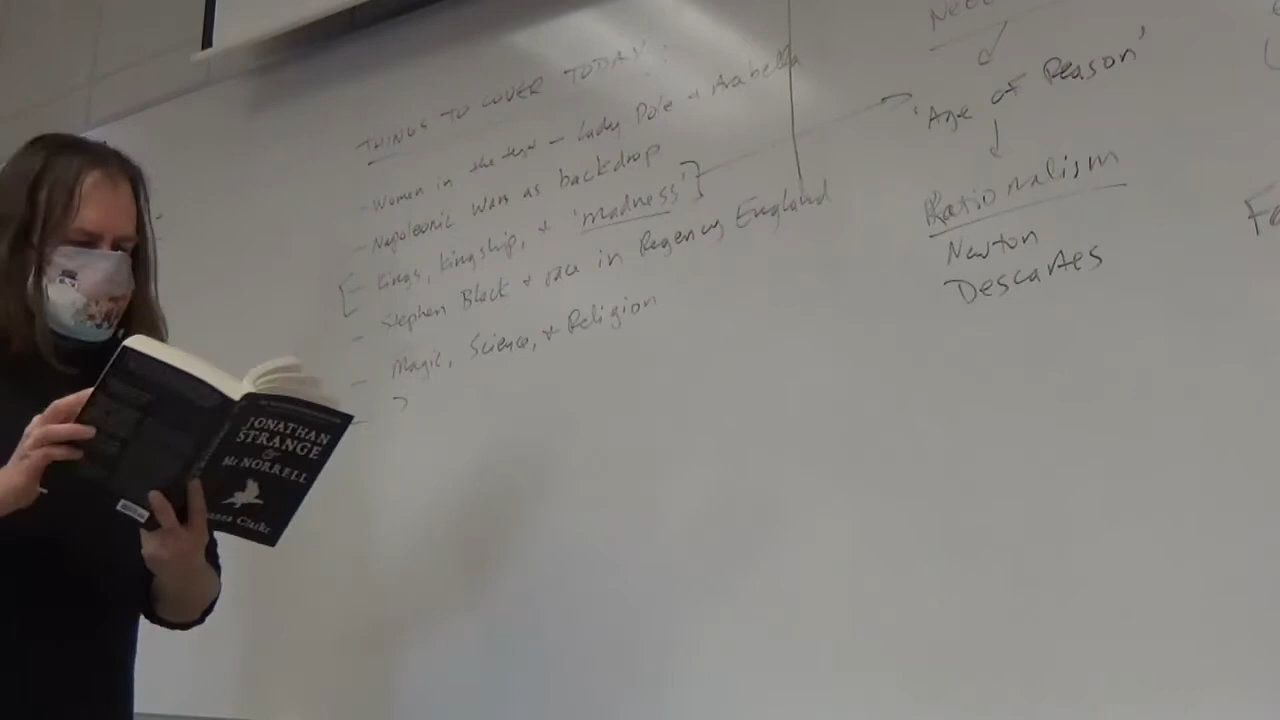 THINGS TO COVER TODAY:
- Women in the text - Lady Pole + Arabella
- Napoleonic Wars as backdrop
- Kings, kingship, + 'madness'
- Stephen Black + race in Regency England
- Magic, Science, + Religion
- ?
'Age of Reason'
Rationalism
Newton
Descartes
JONATHAN
STRANGE
&
Mr NORRELL
Clarke